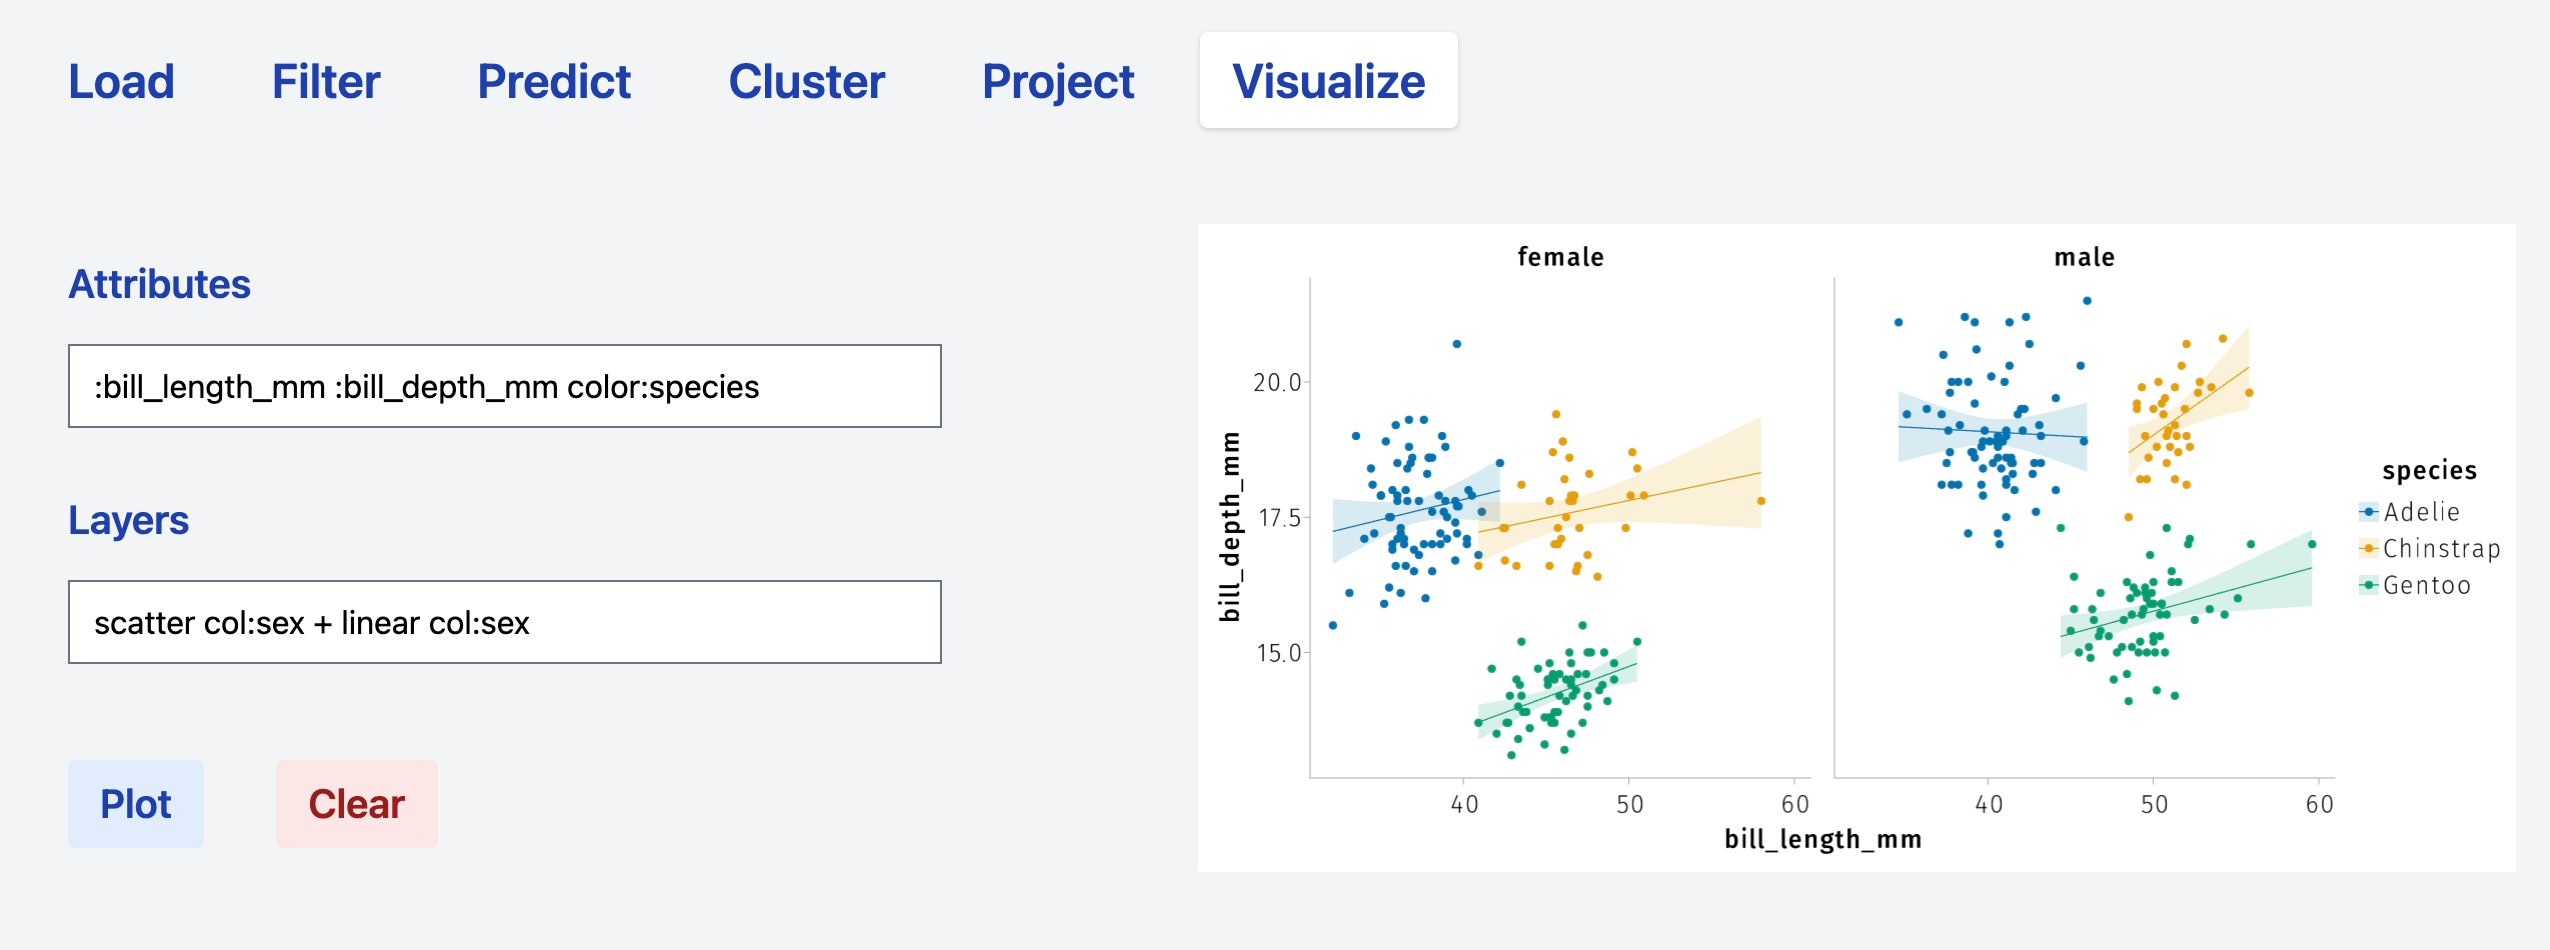 Load Filter Predict Cluster Project Visualize
Attributes
:bill_length_mm :bill_depth_mm color:species
Layers
scatter col:sex + linear col:sex
Plot Clear
female male
20.0
17.5
15.0
bill_depth_mm
40 50 60 40 50 60
bill_length_mm
species
Adelie
Chinstrap
Gentoo